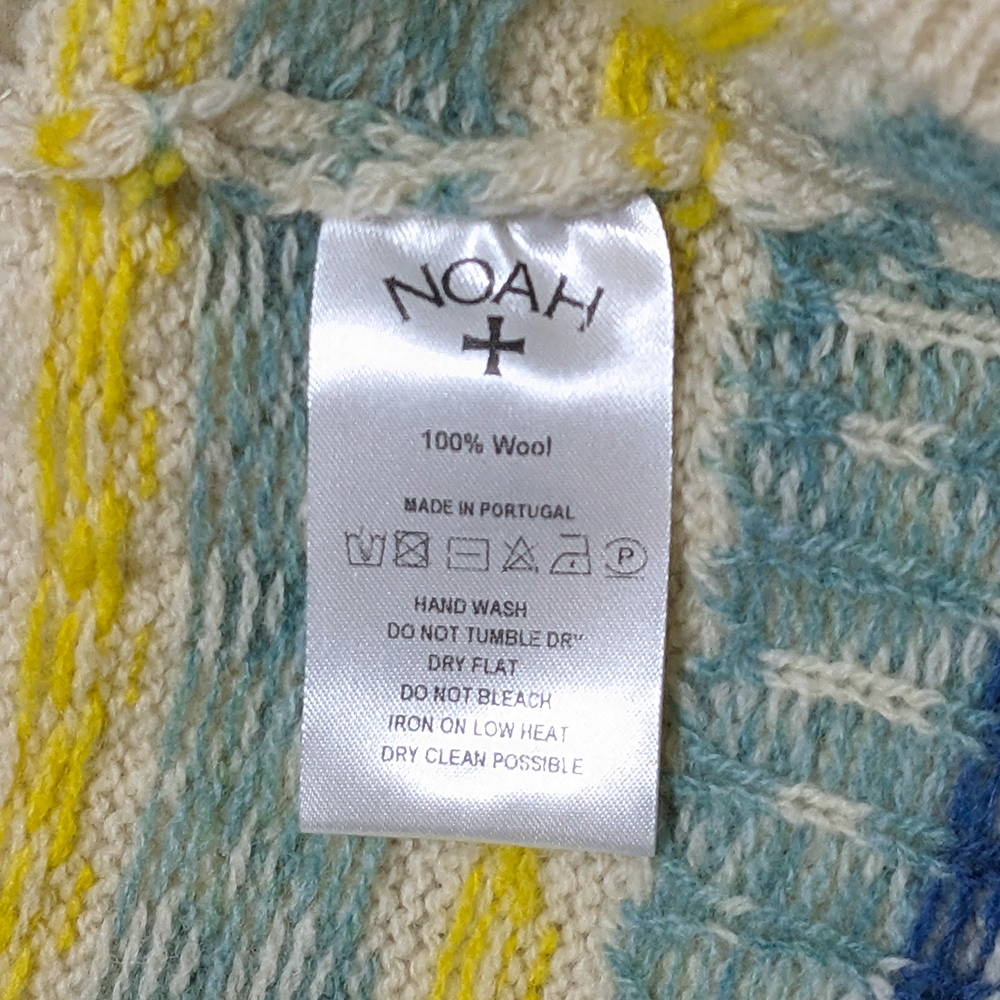 NOAH
100% Wool
MADE IN PORTUGAL
P
HAND WASH
DO NOT TUMBLE DRY
DRY FLAT
DO NOT BLEACH
IRON ON LOW HEAT
DRY CLEAN POSSIBLE